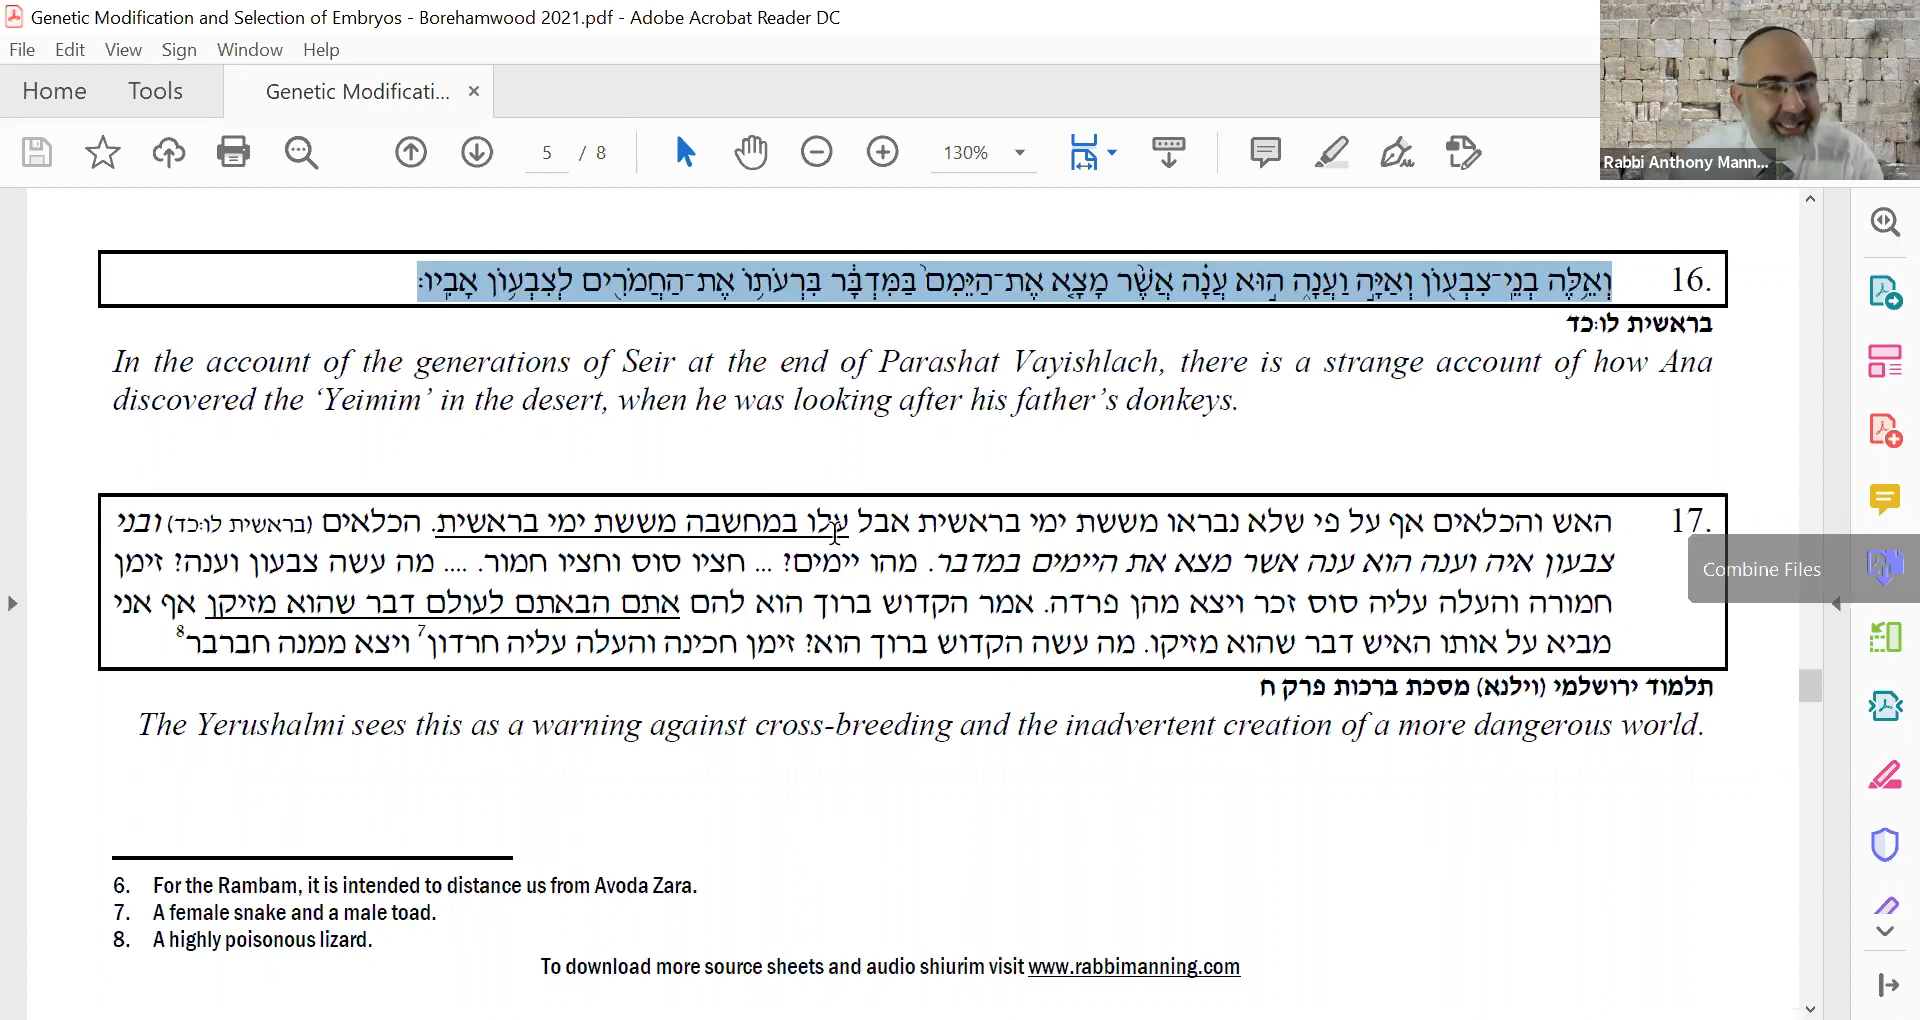 Genetic Modification and Selection of Embryos - Borehamwood 2021.pdf - Adobe Acrobat Reader DC
File Edit View Sign Window Help
Home Tools Genetic Modificati... ×
5 / 8 130%
Rabbi Anthony Mann...
16. וְאֵ֥לֶּה בְנֵֽי־צִבְע֖וֹן וְאַיָּ֣ה וַעֲנָ֑ה ה֣וּא עֲנָ֗ה אֲשֶׁ֨ר מָצָ֤א אֶת־הַיֵּמִם֙ בַּמִּדְבָּ֔ר בִּרְעֹת֥וֹ אֶת־הַחֲמֹרִ֖ים לְצִבְע֥וֹן אָבִֽיו׃
בראשית לו:כד
In the account of the generations of Seir at the end of Parashat Vayishlach, there is a strange account of how Ana
discovered the ‘Yeimim’ in the desert, when he was looking after his father’s donkeys.
17. האש והכלאים אף על פי שלא נבראו מששת ימי בראשית אבל עלו במחשבה מששת ימי בראשית. הכלאים (בראשית לו:כד) ובני
צבעון איה וענה הוא ענה אשר מצא את היימים במדבר. מהו יימים? ... חציו סוס וחציו חמור. .... מה עשה צבעון וענה? זימן
חמורה והעלה עליה סוס זכר ויצא מהן פרדה. אמר הקדוש ברוך הוא להם אתם הבאתם לעולם דבר שהוא מזיקן אף אני
מביא על אותו האיש דבר שהוא מזיקו. מה עשה הקדוש ברוך הוא? זימן חכינה והעלה עליה חרדון7 ויצא ממנה חברבר8
Combine Files
תלמוד ירושלמי (וילנא) מסכת ברכות פרק ח
The Yerushalmi sees this as a warning against cross-breeding and the inadvertent creation of a more dangerous world.
6. For the Rambam, it is intended to distance us from Avoda Zara.
7. A female snake and a male toad.
8. A highly poisonous lizard.
To download more source sheets and audio shiurim visit www.rabbimanning.com